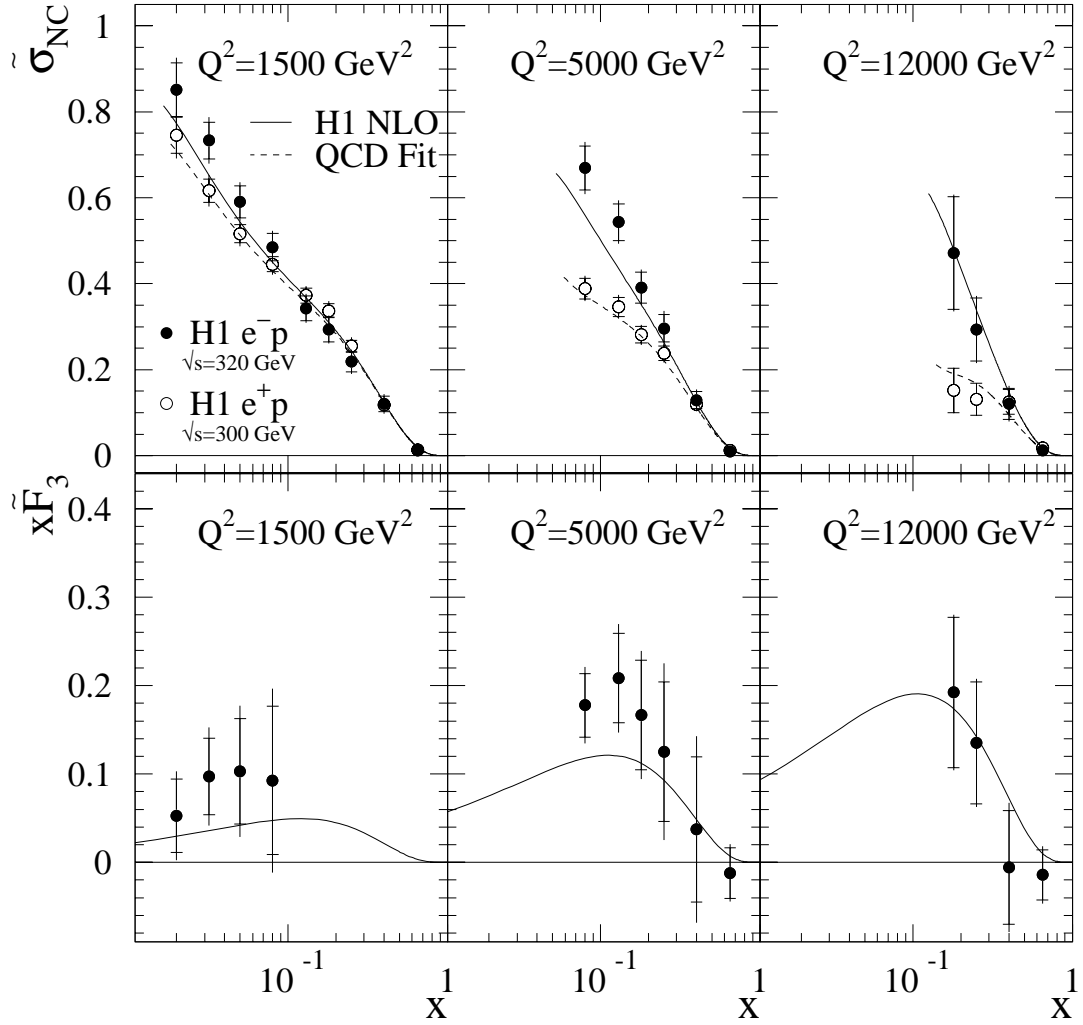 σ̃NC
1
0.8
0.6
0.4
0.2
0
Q²=1500 GeV²
H1 NLO
QCD Fit
H1 e⁻p
√s=320 GeV
H1 e⁺p
√s=300 GeV
Q²=5000 GeV²
Q²=12000 GeV²
xF̃₃
0.4
0.3
0.2
0.1
0
Q²=1500 GeV²
Q²=5000 GeV²
Q²=12000 GeV²
10⁻¹ 1 10⁻¹ 1 10⁻¹ 1
x x x